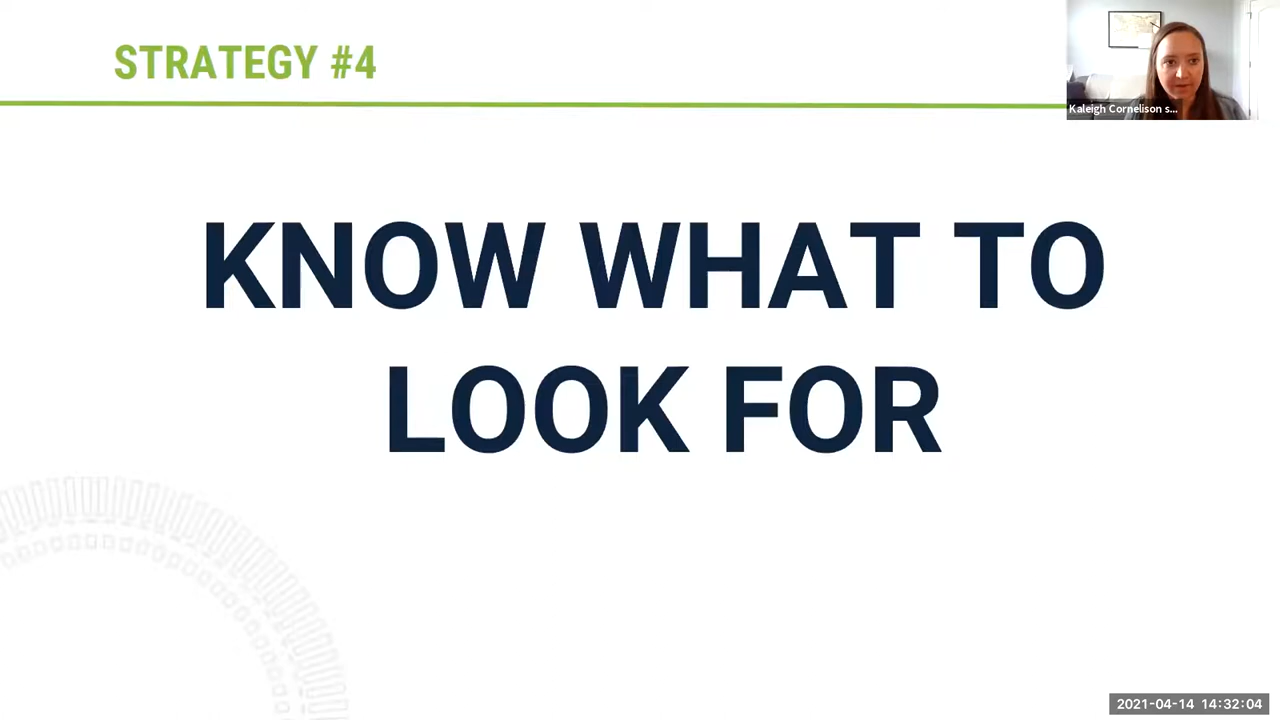 STRATEGY #4
Kaleigh Cornelison s...
KNOW WHAT TO
LOOK FOR
2021-04-14 14:32:04